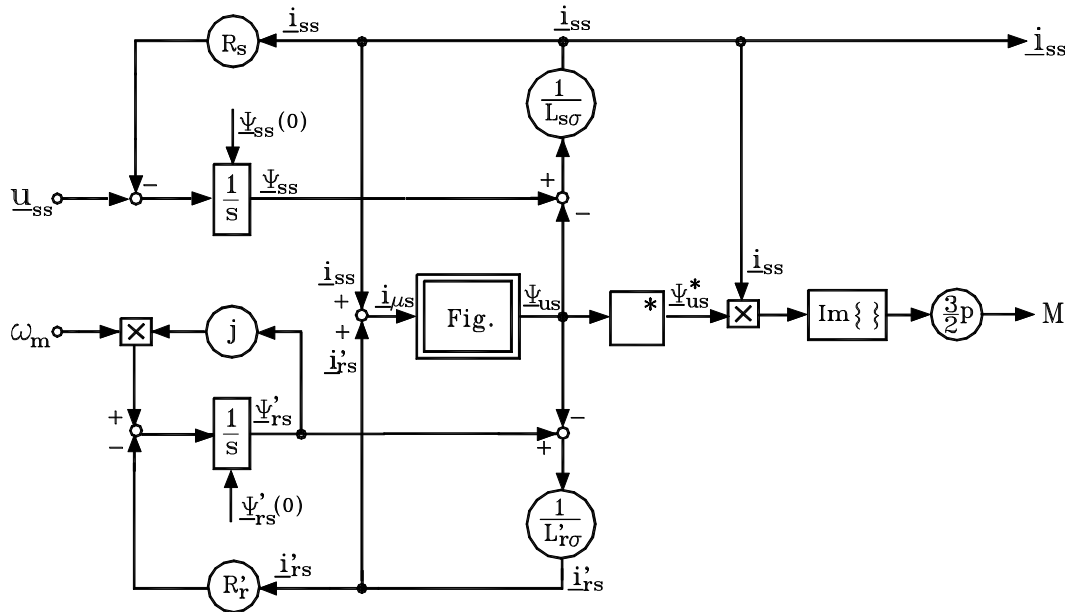 R_s
i_ss
i_ss
i_ss
1/L_sσ
Ψ_ss(0)
u_ss
−
1/s
Ψ_ss
+
−
i_ss
i_μs
+
+
i'_rs
Fig.
Ψ_us
*
Ψ*_us
i_ss
×
Im{ }
3/2 p
M
ω_m
×
j
+
−
1/s
Ψ'_rs
−
+
Ψ'_rs(0)
1/L'_rσ
R'_r
i'_rs
i'_rs